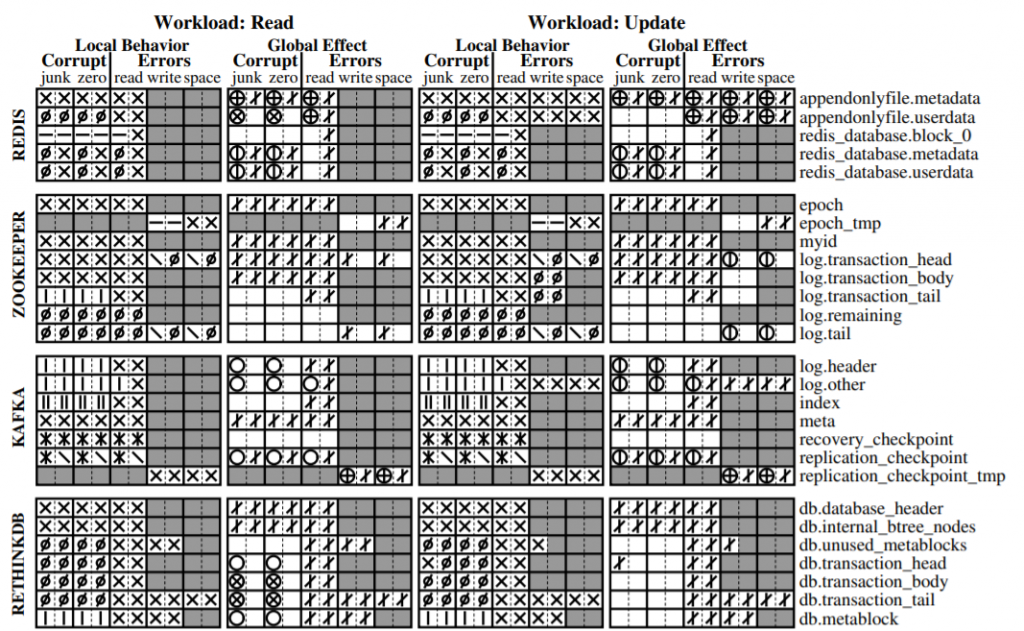 Workload: Read Workload: Update
Local Behavior Global Effect Local Behavior Global Effect
Corrupt Errors Corrupt Errors Corrupt Errors Corrupt Errors
junk zero read write space junk zero read write space junk zero read write space junk zero read write space
REDIS
appendonlyfile.metadata
appendonlyfile.userdata
redis_database.block_0
redis_database.metadata
redis_database.userdata
ZOOKEEPER
epoch
epoch_tmp
myid
log.transaction_head
log.transaction_body
log.transaction_tail
log.remaining
log.tail
KAFKA
log.header
log.other
index
meta
recovery_checkpoint
replication_checkpoint
replication_checkpoint_tmp
RETHINKDB
db.database_header
db.internal_btree_nodes
db.unused_metablocks
db.transaction_head
db.transaction_body
db.transaction_tail
db.metablock